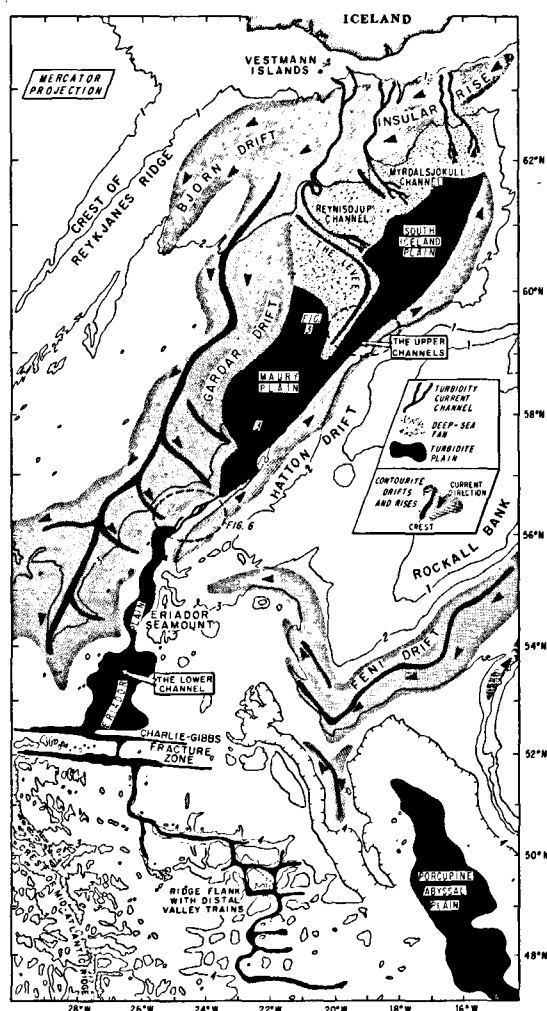 ICELAND
VESTMANN
ISLANDS
MERCATOR
PROJECTION
INSULAR RISE
62°N
CREST OF
REYKJANES RIDGE
BJORN DRIFT
MYRDALSJÖKULL
CHANNEL
REYNISDJUP
CHANNEL
THE LEVEE
SOUTH
ICELAND
PLAIN
60°N
GARDAR DRIFT
FIG.
3
THE UPPER
CHANNELS
MAURY
PLAIN
58°N
TURBIDITY
CURRENT
CHANNEL
DEEP-SEA
FAN
TURBIDITE
PLAIN
CONTOURITE
DRIFTS
AND RISES
CURRENT
DIRECTION
CREST
HATTON DRIFT
FIG. 6
56°N
ROCKALL BANK
ERIADOR
SEAMOUNT
PLAIN
54°N
FENI DRIFT
THE LOWER
CHANNEL
CHARLIE-GIBBS
FRACTURE
ZONE
52°N
50°N
PORCUPINE
ABYSSAL
PLAIN
RIDGE FLANK
WITH DISTAL
VALLEY TRAINS
MIDATLANTIC RIDGE
48°N
28°W
26°W
24°W
22°W
20°W
18°W
16°W